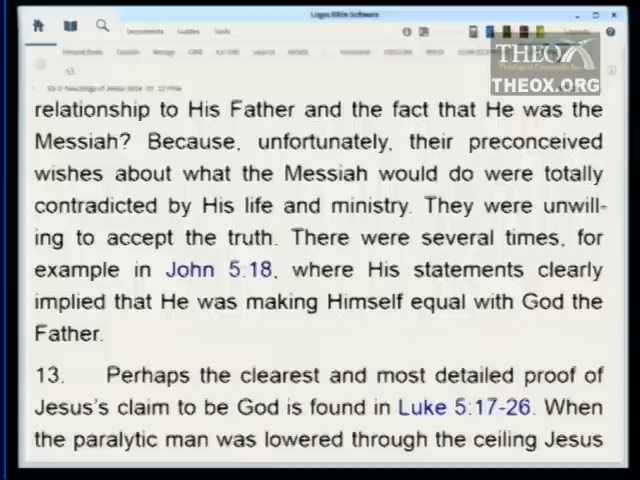 Logos Bible Software
Documents Guides Tools
THEOX
THEOX.ORG
relationship to His Father and the fact that He was the
Messiah? Because, unfortunately, their preconceived
wishes about what the Messiah would do were totally
contradicted by His life and ministry. They were unwill-
ing to accept the truth. There were several times, for
example in John 5:18, where His statements clearly
implied that He was making Himself equal with God the
Father.
13. Perhaps the clearest and most detailed proof of
Jesus's claim to be God is found in Luke 5:17-26. When
the paralytic man was lowered through the ceiling Jesus